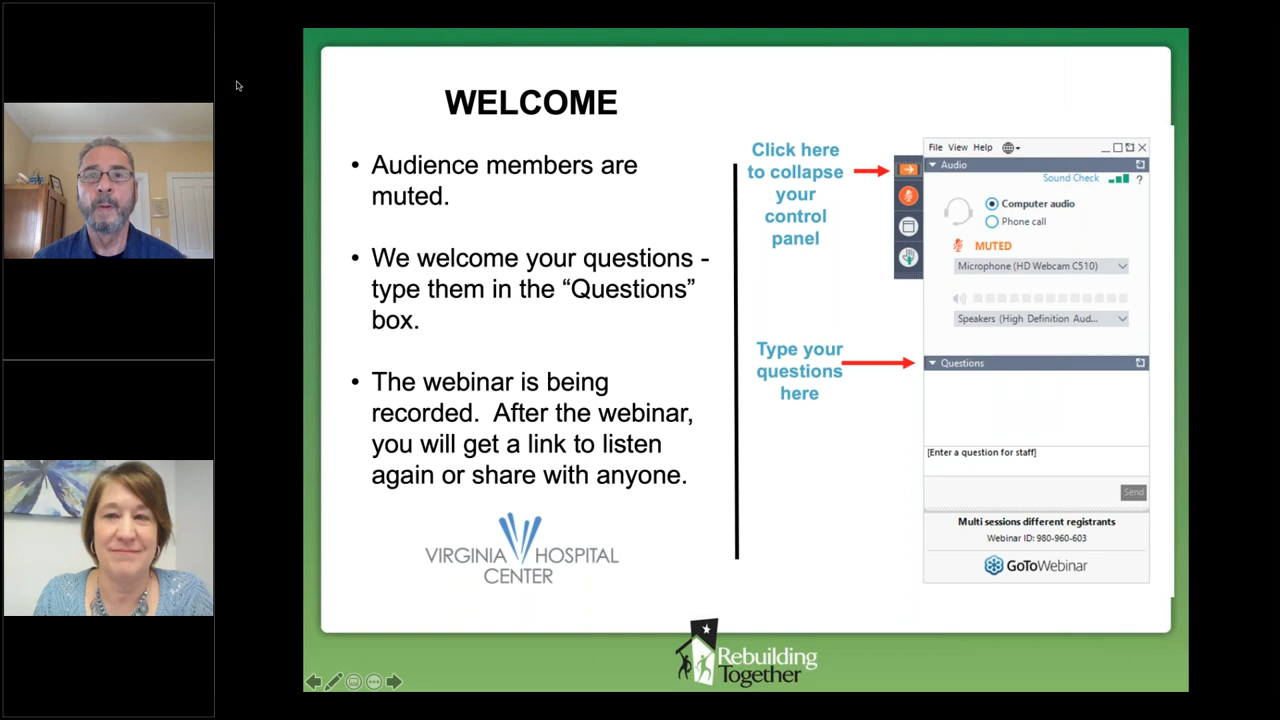 WELCOME
• Audience members are
muted.
• We welcome your questions -
type them in the “Questions”
box.
• The webinar is being
recorded. After the webinar,
you will get a link to listen
again or share with anyone.
VIRGINIA HOSPITAL
CENTER
Click here
to collapse
your
control
panel
Type your
questions
here
File View Help
Audio
Sound Check ?
Computer audio
Phone call
MUTED
Microphone (HD Webcam C510)
Speakers (High Definition Aud...
Questions
[Enter a question for staff]
Send
Multi sessions different registrants
Webinar ID: 980-960-603
GoToWebinar
Rebuilding
Together